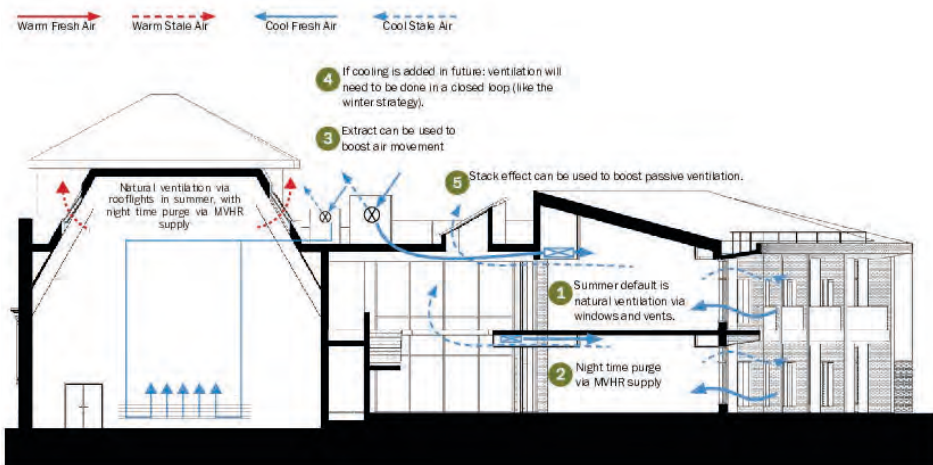 Warm Fresh Air
Warm Stale Air
Cool Fresh Air
Cool Stale Air
4 If cooling is added in future: ventilation will
need to be done in a closed loop (like the
winter strategy).
3 Extract can be used to
boost air movement
5 Stack effect can be used to boost passive ventilation.
Natural ventilation via
rooflights in summer, with
night time purge via MVHR
supply
1 Summer default is
natural ventilation via
windows and vents.
2 Night time purge
via MVHR supply